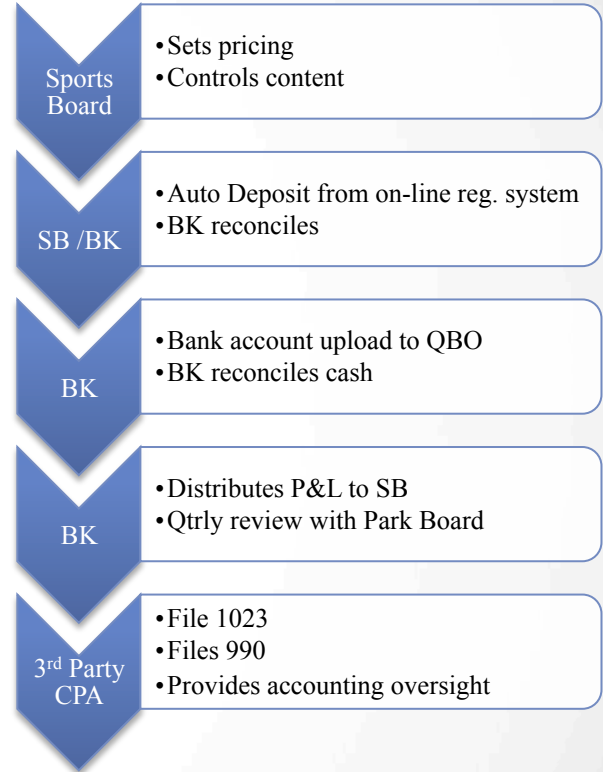 Sports
Board
•Sets pricing
•Controls content
SB /BK
•Auto Deposit from on-line reg. system
•BK reconciles
BK
•Bank account upload to QBO
•BK reconciles cash
BK
•Distributes P&L to SB
•Qtrly review with Park Board
3rd Party
CPA
•File 1023
•Files 990
•Provides accounting oversight